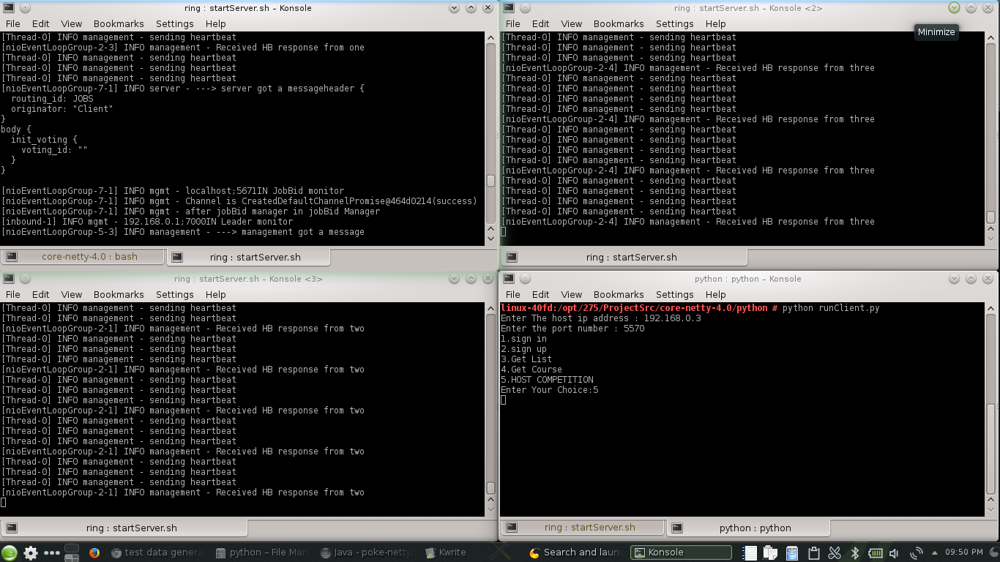 ring : startServer.sh – Konsole
File Edit View Bookmarks Settings Help
[Thread-0] INFO management - sending heartbeat
[nioEventLoopGroup-2-3] INFO management - Received HB response from one
[Thread-0] INFO management - sending heartbeat
[Thread-0] INFO management - sending heartbeat
[Thread-0] INFO management - sending heartbeat
[nioEventLoopGroup-7-1] INFO server - ---> server got a messageheader {
  routing_id: JOBS
  originator: "Client"
}
body {
  init_voting {
    voting_id: ""
  }
}
[nioEventLoopGroup-7-1] INFO mgmt - localhost;5671IN JobBid monitor
[nioEventLoopGroup-7-1] INFO mgmt - Channel is CreatedDefaultChannelPromise@464d0214(success)
[nioEventLoopGroup-7-1] INFO mgmt - after jobBid manager in jobBid Manager
[inbound-1] INFO mgmt - 192.168.0.1;7000IN Leader monitor
[nioEventLoopGroup-5-3] INFO management - ---> management got a message
core-netty-4.0 : bash
ring : startServer.sh
ring : startServer.sh – Konsole <2>
File Edit View Bookmarks Settings Help
Minimize
[Thread-0] INFO management - sending heartbeat
[Thread-0] INFO management - sending heartbeat
[Thread-0] INFO management - sending heartbeat
[nioEventLoopGroup-2-4] INFO management - Received HB response from three
[Thread-0] INFO management - sending heartbeat
[Thread-0] INFO management - sending heartbeat
[Thread-0] INFO management - sending heartbeat
[Thread-0] INFO management - sending heartbeat
[nioEventLoopGroup-2-4] INFO management - Received HB response from three
[Thread-0] INFO management - sending heartbeat
[Thread-0] INFO management - sending heartbeat
[Thread-0] INFO management - sending heartbeat
[Thread-0] INFO management - sending heartbeat
[nioEventLoopGroup-2-4] INFO management - Received HB response from three
[Thread-0] INFO management - sending heartbeat
[Thread-0] INFO management - sending heartbeat
[Thread-0] INFO management - sending heartbeat
[Thread-0] INFO management - sending heartbeat
[nioEventLoopGroup-2-4] INFO management - Received HB response from three
ring : startServer.sh
ring : startServer.sh – Konsole <3>
File Edit View Bookmarks Settings Help
[Thread-0] INFO management - sending heartbeat
[Thread-0] INFO management - sending heartbeat
[nioEventLoopGroup-2-1] INFO management - Received HB response from two
[Thread-0] INFO management - sending heartbeat
[Thread-0] INFO management - sending heartbeat
[Thread-0] INFO management - sending heartbeat
[nioEventLoopGroup-2-1] INFO management - Received HB response from two
[Thread-0] INFO management - sending heartbeat
[Thread-0] INFO management - sending heartbeat
[Thread-0] INFO management - sending heartbeat
[nioEventLoopGroup-2-1] INFO management - Received HB response from two
[Thread-0] INFO management - sending heartbeat
[Thread-0] INFO management - sending heartbeat
[Thread-0] INFO management - sending heartbeat
[nioEventLoopGroup-2-1] INFO management - Received HB response from two
[Thread-0] INFO management - sending heartbeat
[Thread-0] INFO management - sending heartbeat
[Thread-0] INFO management - sending heartbeat
[nioEventLoopGroup-2-1] INFO management - Received HB response from two
ring : startServer.sh
python : python – Konsole
File Edit View Bookmarks Settings Help
linux-40fd:/opt/275/ProjectSrc/core-netty-4.0/python # python runClient.py
Enter The host ip address : 192.168.0.3
Enter the port number : 5570
1.sign in
2.sign up
3.Get List
4.Get Course
5.HOST COMPETITION
Enter Your Choice:5
ring : startServer.sh
python : python
test data genera
python – File Man
Java - poke-netty
Kwrite
Search and laun
Konsole
09:50 PM